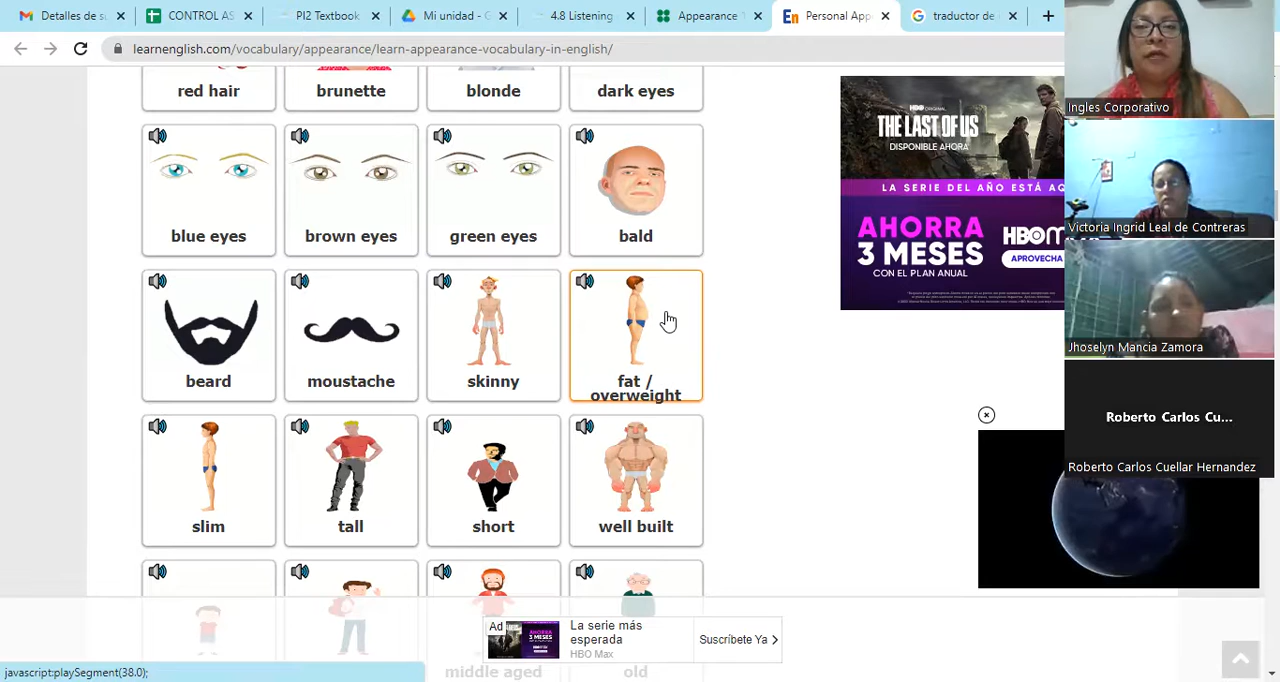 Detalles de su
CONTROL AS
PI2 Textbook
Mi unidad - G
4.8 Listening
Appearance
En Personal App
traductor de
learnenglish.com/vocabulary/appearance/learn-appearance-vocabulary-in-english/
red hair
brunette
blonde
dark eyes
blue eyes
brown eyes
green eyes
bald
beard
moustache
skinny
fat /
overweight
slim
tall
short
well built
middle aged
old
HBO ORIGINAL
THE LAST OF US
DISPONIBLE AHORA
LA SERIE DEL AÑO ESTÁ AQ
AHORRA
3 MESES
CON EL PLAN ANUAL
HBOm
APROVECHA
Ingles Corporativo
Victoria Ingrid Leal de Contreras
Jhoselyn Mancia Zamora
Roberto Carlos Cu...
Roberto Carlos Cuellar Hernandez
Ad
La serie más
esperada
HBO Max
Suscríbete Ya
javascript:playSegment(38.0);